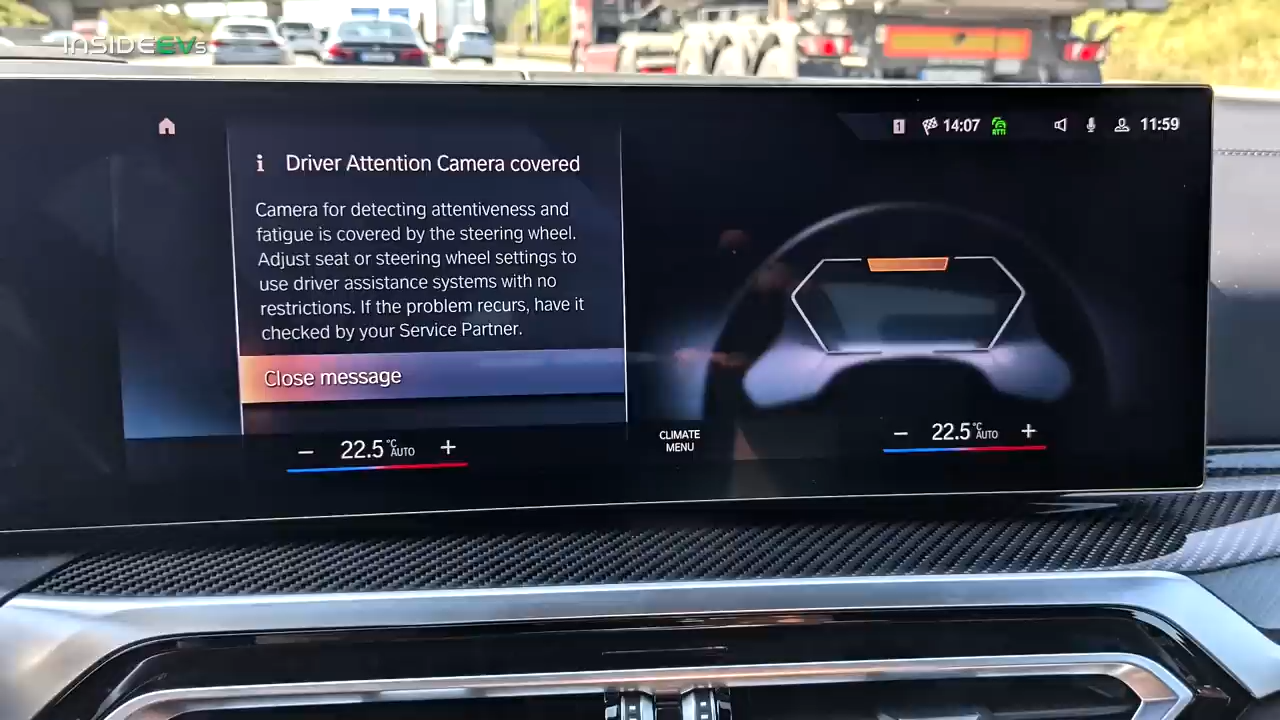 INSIDEEVs
1 14:07 RTTI 11:59
i Driver Attention Camera covered
Camera for detecting attentiveness and
fatigue is covered by the steering wheel.
Adjust seat or steering wheel settings to
use driver assistance systems with no
restrictions. If the problem recurs, have it
checked by your Service Partner.
Close message
− 22.5 °C AUTO +
CLIMATE
MENU
− 22.5 °C AUTO +